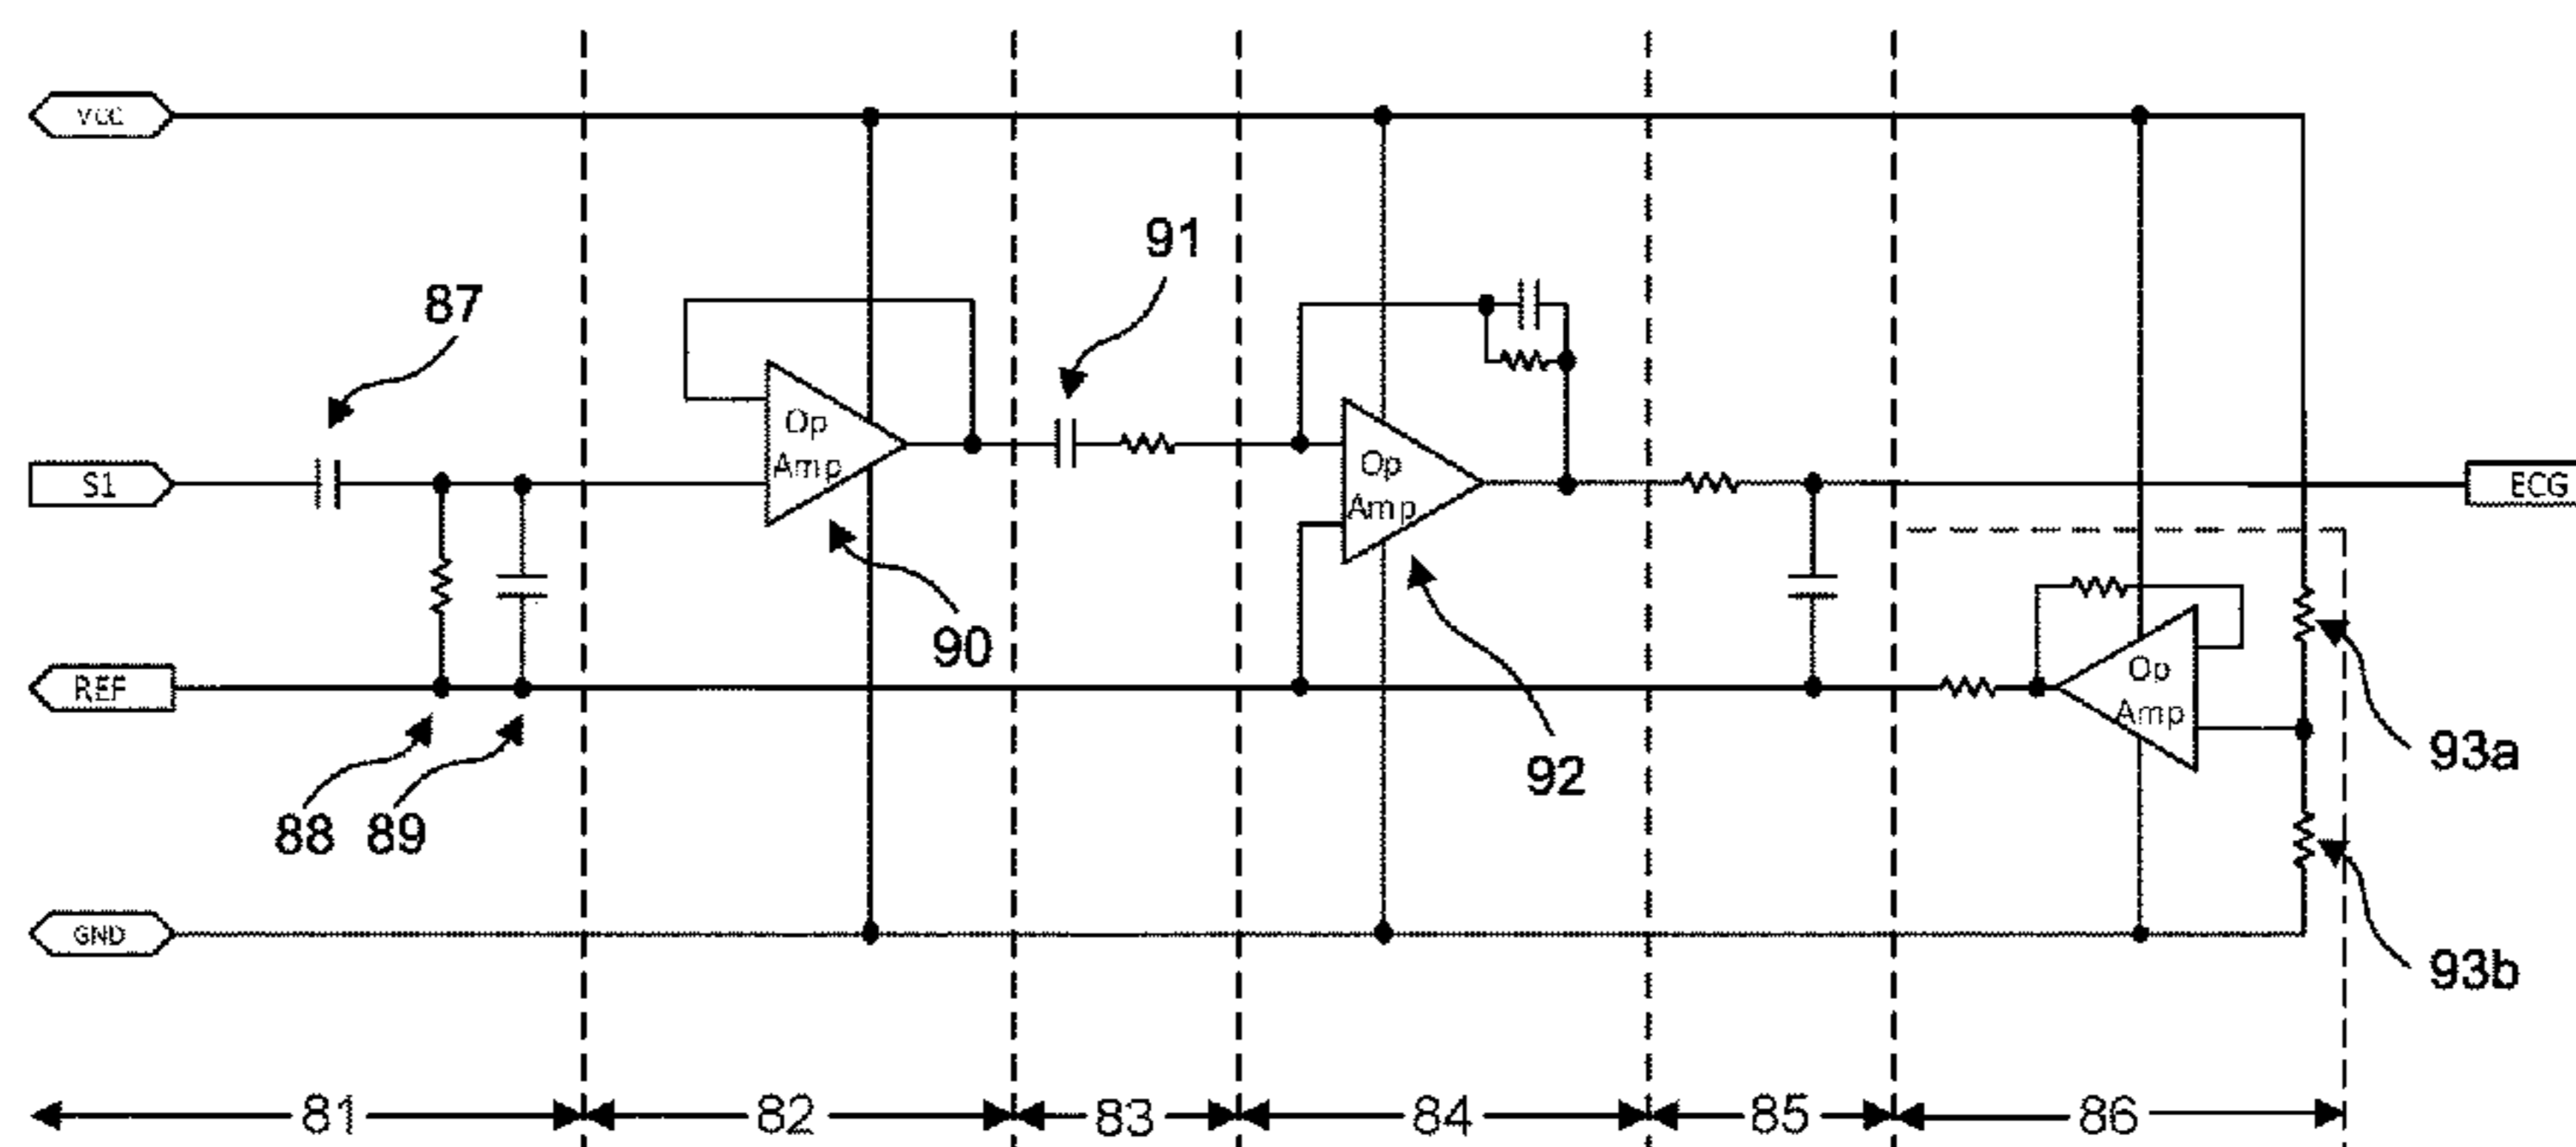 VCC
91
87
Op
Amp
Op
Amp
S1
ECG
90
Op
Amp
REF
93a
92
88 89
GND
93b
81 82 83 84 85 86